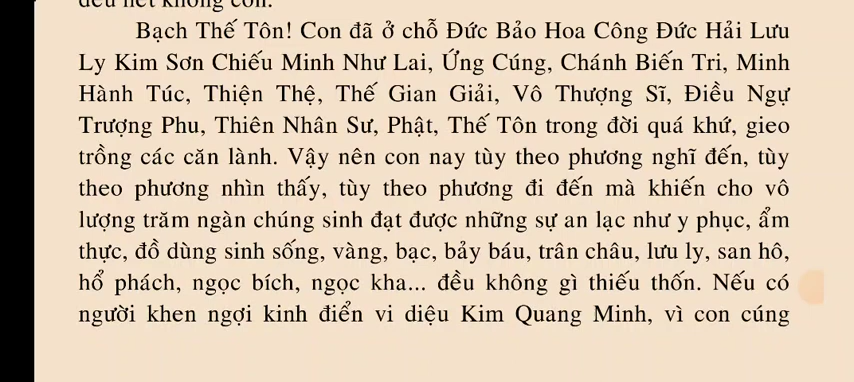 đều hết không còn.
Bạch Thế Tôn! Con đã ở chỗ Đức Bảo Hoa Công Đức Hải Lưu
Ly Kim Sơn Chiếu Minh Như Lai, Ứng Cúng, Chánh Biến Tri, Minh
Hành Túc, Thiện Thệ, Thế Gian Giải, Vô Thượng Sĩ, Điều Ngự
Trượng Phu, Thiên Nhân Sư, Phật, Thế Tôn trong đời quá khứ, gieo
trồng các căn lành. Vậy nên con nay tùy theo phương nghĩ đến, tùy
theo phương nhìn thấy, tùy theo phương đi đến mà khiến cho vô
lượng trăm ngàn chúng sinh đạt được những sự an lạc như y phục, ẩm
thực, đồ dùng sinh sống, vàng, bạc, bảy báu, trân châu, lưu ly, san hô,
hổ phách, ngọc bích, ngọc kha... đều không gì thiếu thốn. Nếu có
người khen ngợi kinh điển vi diệu Kim Quang Minh, vì con cúng